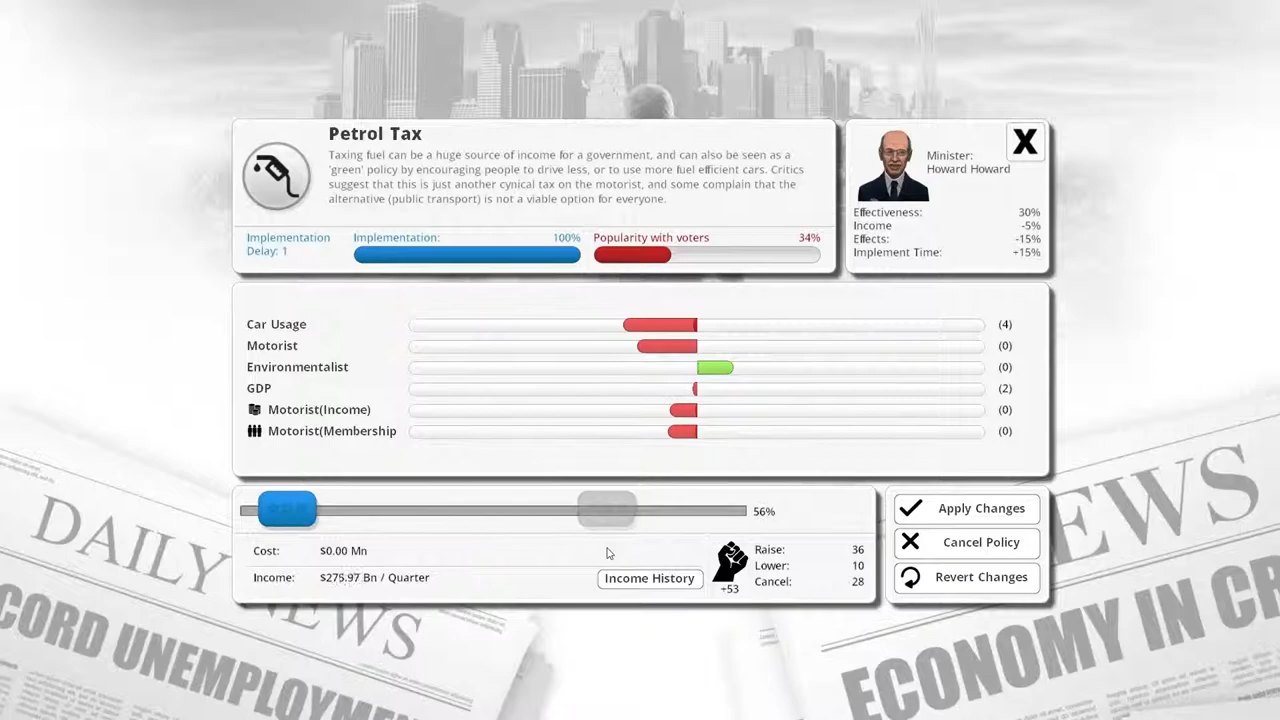 Petrol Tax
Taxing fuel can be a huge source of income for a government, and can also be seen as a
'green' policy by encouraging people to drive less, or to use more fuel efficient cars. Critics
suggest that this is just another cynical tax on the motorist, and some complain that the
alternative (public transport) is not a viable option for everyone.
Implementation
Delay: 1
Implementation: 100%
Popularity with voters 34%
X
Minister:
Howard Howard
Effectiveness: 30%
Income -5%
Effects: -15%
Implement Time: +15%
Car Usage (4)
Motorist (0)
Environmentalist (0)
GDP (2)
Motorist(Income) (0)
Motorist(Membership (0)
56%
Cost: $0.00 Mn
Income: $275.97 Bn / Quarter
Income History
+53
Raise: 36
Lower: 10
Cancel: 28
Apply Changes
Cancel Policy
Revert Changes
DAILY NEWS
CORD UNEMPLOYME
NEWS
ECONOMY IN CR